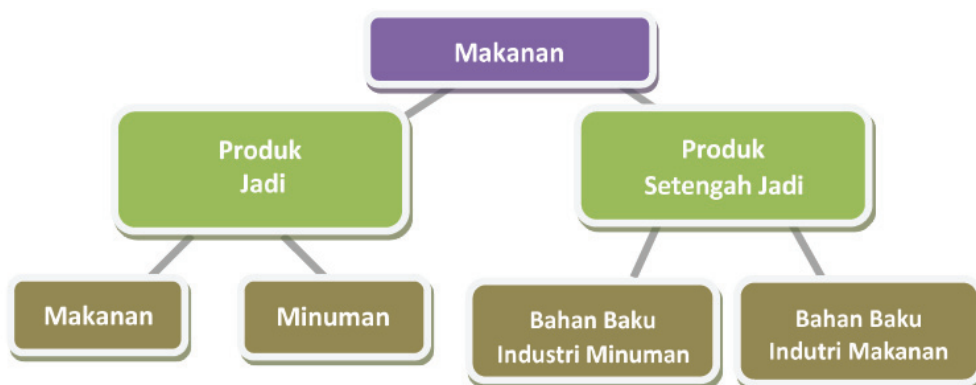 Makanan
Produk
Jadi
Produk
Setengah Jadi
Makanan
Minuman
Bahan Baku
Industri Minuman
Bahan Baku
Indutri Makanan